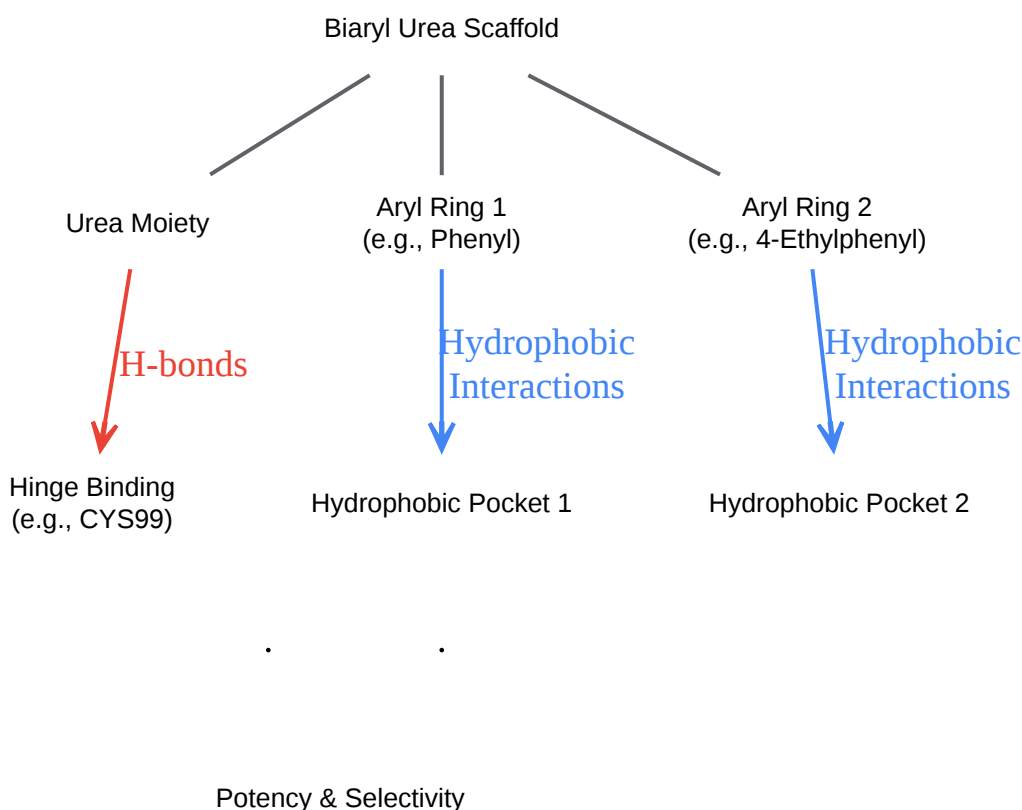 Biaryl Urea Scaffold
Urea Moiety
Aryl Ring 1
(e.g., Phenyl)
Aryl Ring 2
(e.g., 4-Ethylphenyl)
H-bonds
Hydrophobic
Interactions
Hydrophobic
Interactions
Hinge Binding
(e.g., CYS99)
Hydrophobic Pocket 1
Hydrophobic Pocket 2
Potency & Selectivity